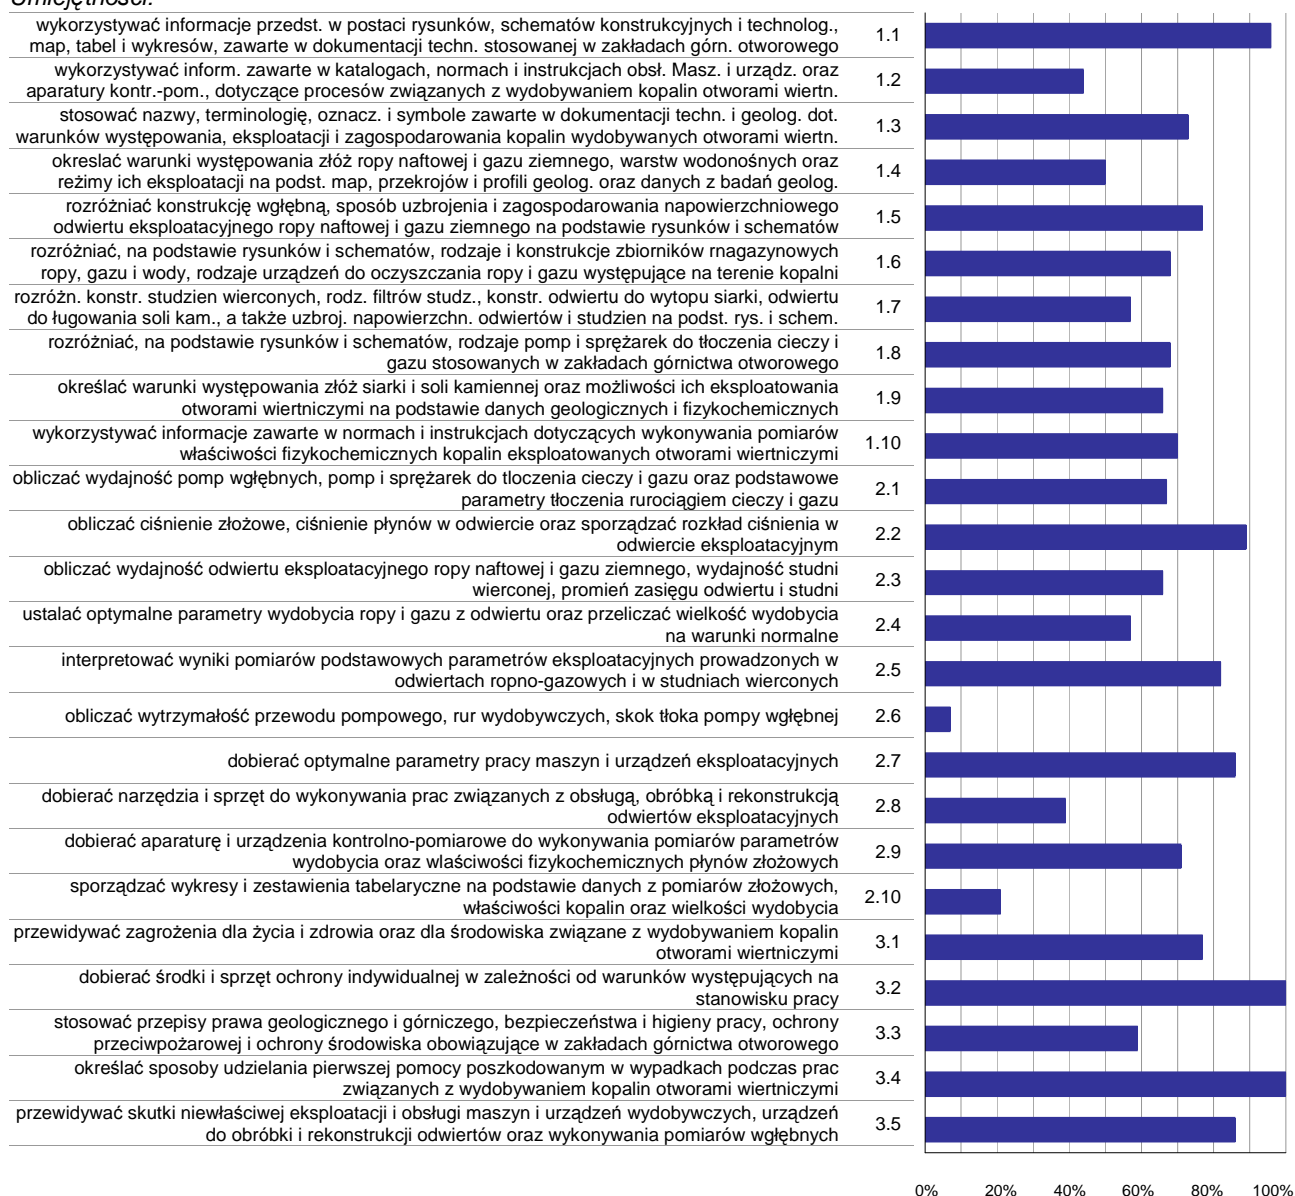 Umiejętności:
wykorzystywać informacje przedst. w postaci rysunków, schematów konstrukcyjnych i technolog.,
map, tabel i wykresów, zawarte w dokumentacji techn. stosowanej w zakładach górn. otworowego
1.1
wykorzystywać inform. zawarte w katalogach, normach i instrukcjach obsł. Masz. i urządz. oraz
aparatury kontr.-pom., dotyczące procesów związanych z wydobywaniem kopalin otworami wiertn.
1.2
stosować nazwy, terminologię, oznacz. i symbole zawarte w dokumentacji techn. i geolog. dot.
warunków występowania, eksploatacji i zagospodarowania kopalin wydobywanych otworami wiertn.
1.3
okreslać warunki występowania złóż ropy naftowej i gazu ziemnego, warstw wodonośnych oraz
reżimy ich eksploatacji na podst. map, przekrojów i profili geolog. oraz danych z badań geolog.
1.4
rozróżniać konstrukcję wgłębną, sposób uzbrojenia i zagospodarowania napowierzchniowego
odwiertu eksploatacyjnego ropy naftowej i gazu ziemnego na podstawie rysunków i schematów
1.5
rozróżniać, na podstawie rysunków i schematów, rodzaje i konstrukcje zbiorników rnagazynowych
ropy, gazu i wody, rodzaje urządzeń do oczyszczania ropy i gazu występujące na terenie kopalni
1.6
rozróżn. konstr. studzien wierconych, rodz. filtrów studz., konstr. odwiertu do wytopu siarki, odwiertu
do ługowania soli kam., a także uzbroj. napowierzchn. odwiertów i studzien na podst. rys. i schem.
1.7
rozróżniać, na podstawie rysunków i schematów, rodzaje pomp i sprężarek do tłoczenia cieczy i
gazu stosowanych w zakładach górnictwa otworowego
1.8
określać warunki występowania złóż siarki i soli kamiennej oraz możliwości ich eksploatowania
otworami wiertniczymi na podstawie danych geologicznych i fizykochemicznych
1.9
wykorzystywać informacje zawarte w normach i instrukcjach dotyczących wykonywania pomiarów
właściwości fizykochemicznych kopalin eksploatowanych otworami wiertniczymi
1.10
obliczać wydajność pomp wgłębnych, pomp i sprężarek do tloczenia cieczy i gazu oraz podstawowe
parametry tłoczenia rurociągiem cieczy i gazu
2.1
obliczać ciśnienie złożowe, ciśnienie płynów w odwiercie oraz sporządzać rozkład ciśnienia w
odwiercie eksploatacyjnym
2.2
obliczać wydajność odwiertu eksploatacyjnego ropy naftowej i gazu ziemnego, wydajność studni
wierconej, promień zasięgu odwiertu i studni
2.3
ustalać optymalne parametry wydobycia ropy i gazu z odwiertu oraz przeliczać wielkość wydobycia
na warunki normalne
2.4
interpretować wyniki pomiarów podstawowych parametrów eksploatacyjnych prowadzonych w
odwiertach ropno-gazowych i w studniach wierconych
2.5
obliczać wytrzymałość przewodu pompowego, rur wydobywczych, skok tłoka pompy wgłębnej
2.6
dobierać optymalne parametry pracy maszyn i urządzeń eksploatacyjnych
2.7
dobierać narzędzia i sprzęt do wykonywania prac związanych z obsługą, obróbką i rekonstrukcją
odwiertów eksploatacyjnych
2.8
dobierać aparaturę i urządzenia kontrolno-pomiarowe do wykonywania pomiarów parametrów
wydobycia oraz wlaściwości fizykochemicznych płynów złożowych
2.9
sporządzać wykresy i zestawienia tabelaryczne na podstawie danych z pomiarów złożowych,
właściwości kopalin oraz wielkości wydobycia
2.10
przewidywać zagrożenia dla życia i zdrowia oraz dla środowiska związane z wydobywaniem kopalin
otworami wiertniczymi
3.1
dobierać środki i sprzęt ochrony indywidualnej w zależności od warunków występujących na
stanowisku pracy
3.2
stosować przepisy prawa geologicznego i górniczego, bezpieczeństwa i higieny pracy, ochrony
przeciwpożarowej i ochrony środowiska obowiązujące w zakładach górnictwa otworowego
3.3
określać sposoby udzielania pierwszej pomocy poszkodowanym w wypadkach podczas prac
związanych z wydobywaniem kopalin otworami wiertniczymi
3.4
przewidywać skutki niewłaściwej eksploatacji i obsługi maszyn i urządzeń wydobywczych, urządzeń
do obróbki i rekonstrukcji odwiertów oraz wykonywania pomiarów wgłębnych
3.5
0% 20% 40% 60% 80% 100%